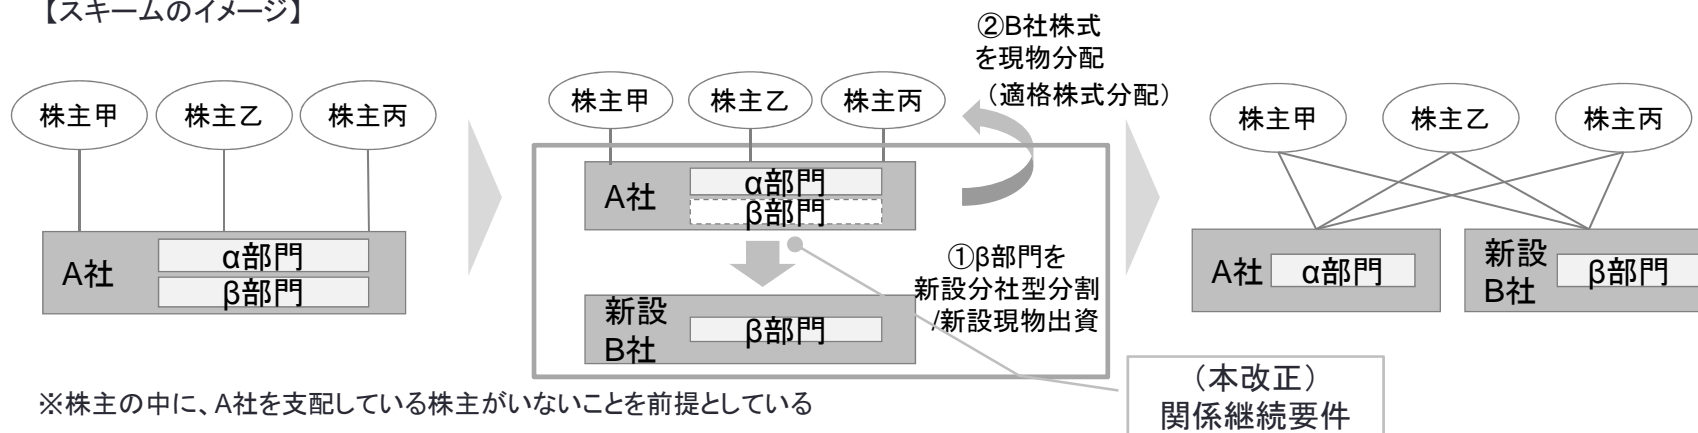 【スキームのイメージ】
株主甲
株主乙
株主丙
A社
α部門
β部門
株主甲
株主乙
株主丙
②B社株式
を現物分配
（適格株式分配）
A社
α部門
β部門
①β部門を
新設分社型分割
/新設現物出資
新設
B社
β部門
（本改正）
関係継続要件
株主甲
株主乙
株主丙
A社
α部門
新設
B社
β部門
※株主の中に、A社を支配している株主がいないことを前提としている